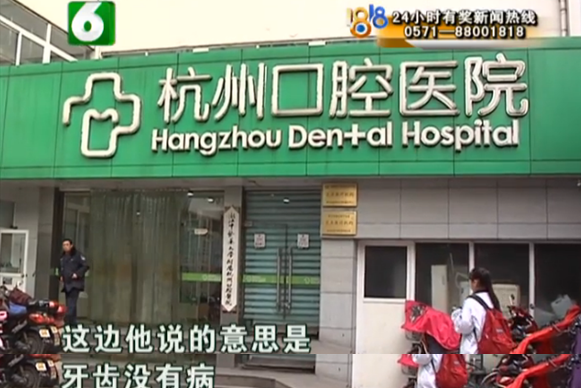 6
1818 24小时有奖新闻热线
0571—88001818
杭州口腔医院
Hangzhou Dental Hospital
这边他说的意思是
牙齿没有病